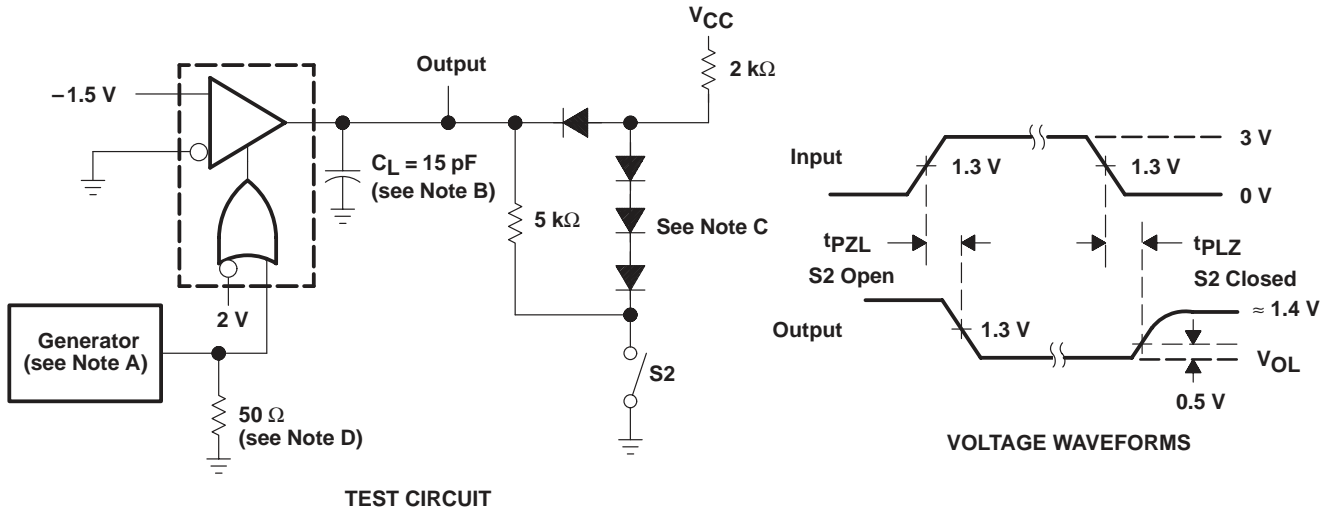 VCC
2 kΩ
Output
–1.5 V
CL = 15 pF
(see Note B)
5 kΩ
See Note C
2 V
Generator
(see Note A)
50 Ω
(see Note D)
S2
TEST CIRCUIT
Input
3 V
1.3 V
1.3 V
0 V
tPZL
tPLZ
S2 Open
S2 Closed
≈ 1.4 V
Output
1.3 V
VOL
0.5 V
VOLTAGE WAVEFORMS